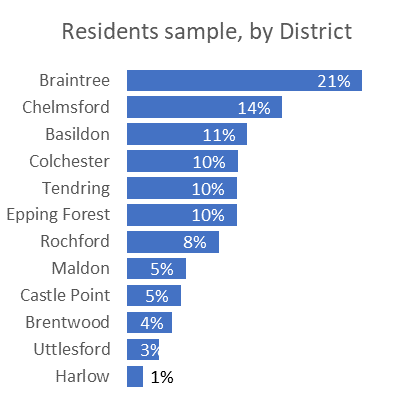 Residents sample, by District
Braintree 21%
Chelmsford 14%
Basildon 11%
Colchester 10%
Tendring 10%
Epping Forest 10%
Rochford 8%
Maldon 5%
Castle Point 5%
Brentwood 4%
Uttlesford 3%
Harlow 1%